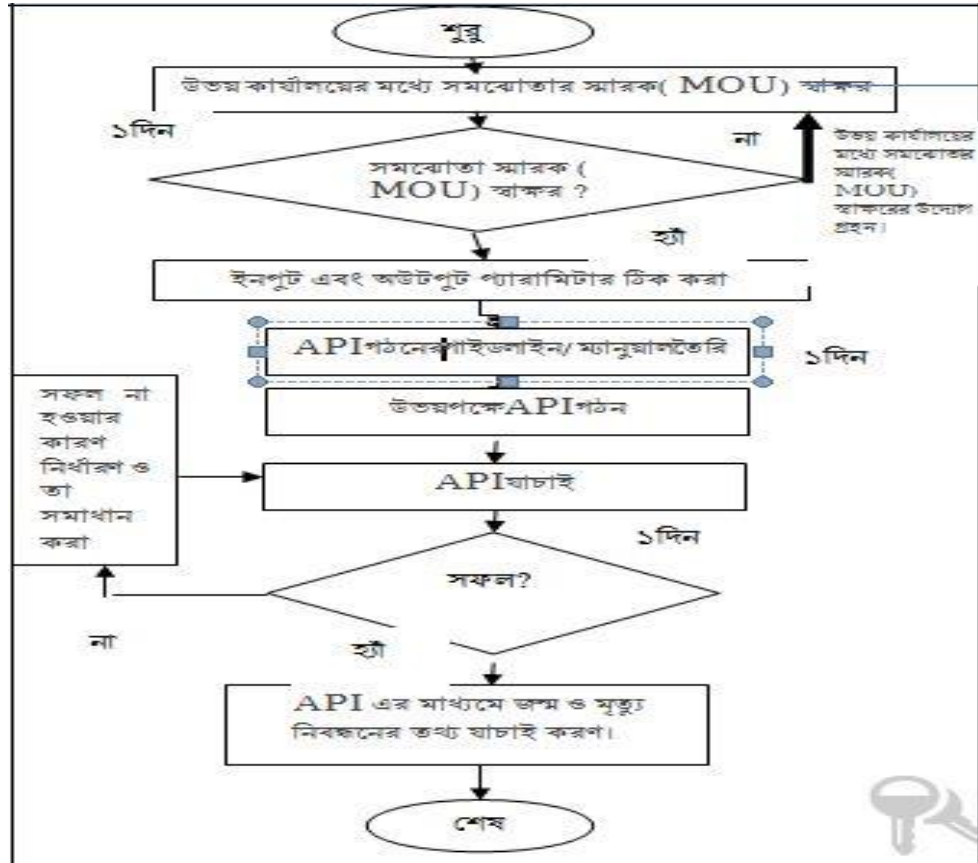 শুরু
উভয় কার্যালয়ের মধ্যে সমঝোতার স্মারক( MOU) স্বাক্ষর
১দিন
না
উভয় কার্যালয়ের
মধ্যে সমঝোতার
স্মারক(
MOU)
স্বাক্ষরের উদ্যোগ
গ্রহন।
সমঝোতা স্মারক (
MOU) স্বাক্ষর ?
হ্যাঁ
ইনপুট এবং অউটপুট প্যারামিটার ঠিক করা
APIগঠনেরগাইডলাইন/ ম্যানুয়ালতৈরি
১দিন
উভয়পক্ষেAPIগঠন
সফল না
হওয়ার
কারণ
নির্ধারণ ও
তা
সমাধান
করা
APIযাচাই
১দিন
সফল?
না
হ্যাঁ
API এর মাধ্যমে জন্ম ও মৃত্যু
নিবন্ধনের তথ্য যাচাই করণ।
শেষ